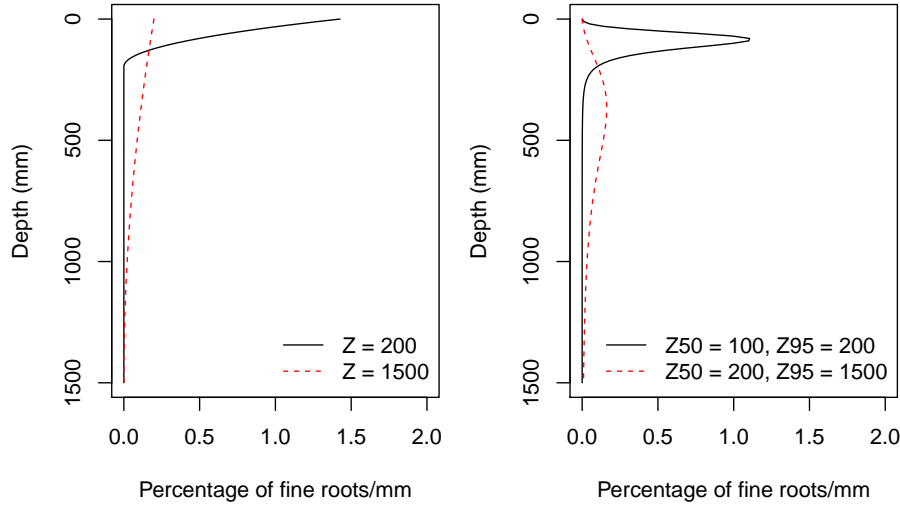 0
500
1000
1500
Depth (mm)
Z = 200
Z = 1500
0.0 0.5 1.0 1.5 2.0
Percentage of fine roots/mm
0
500
1000
1500
Depth (mm)
Z50 = 100, Z95 = 200
Z50 = 200, Z95 = 1500
0.0 0.5 1.0 1.5 2.0
Percentage of fine roots/mm